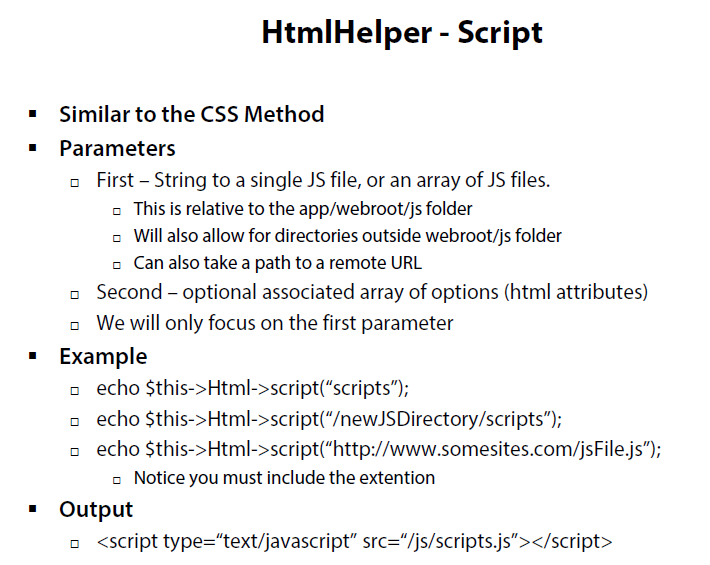 HtmlHelper - Script
Similar to the CSS Method
Parameters
First – String to a single JS file, or an array of JS files.
This is relative to the app/webroot/js folder
Will also allow for directories outside webroot/js folder
Can also take a path to a remote URL
Second – optional associated array of options (html attributes)
We will only focus on the first parameter
Example
echo $this->Html->script(“scripts”);
echo $this->Html->script(“/newJSDirectory/scripts”);
echo $this->Html->script(“http://www.somesites.com/jsFile.js”);
Notice you must include the extention
Output
<script type=“text/javascript” src=“/js/scripts.js”></script>